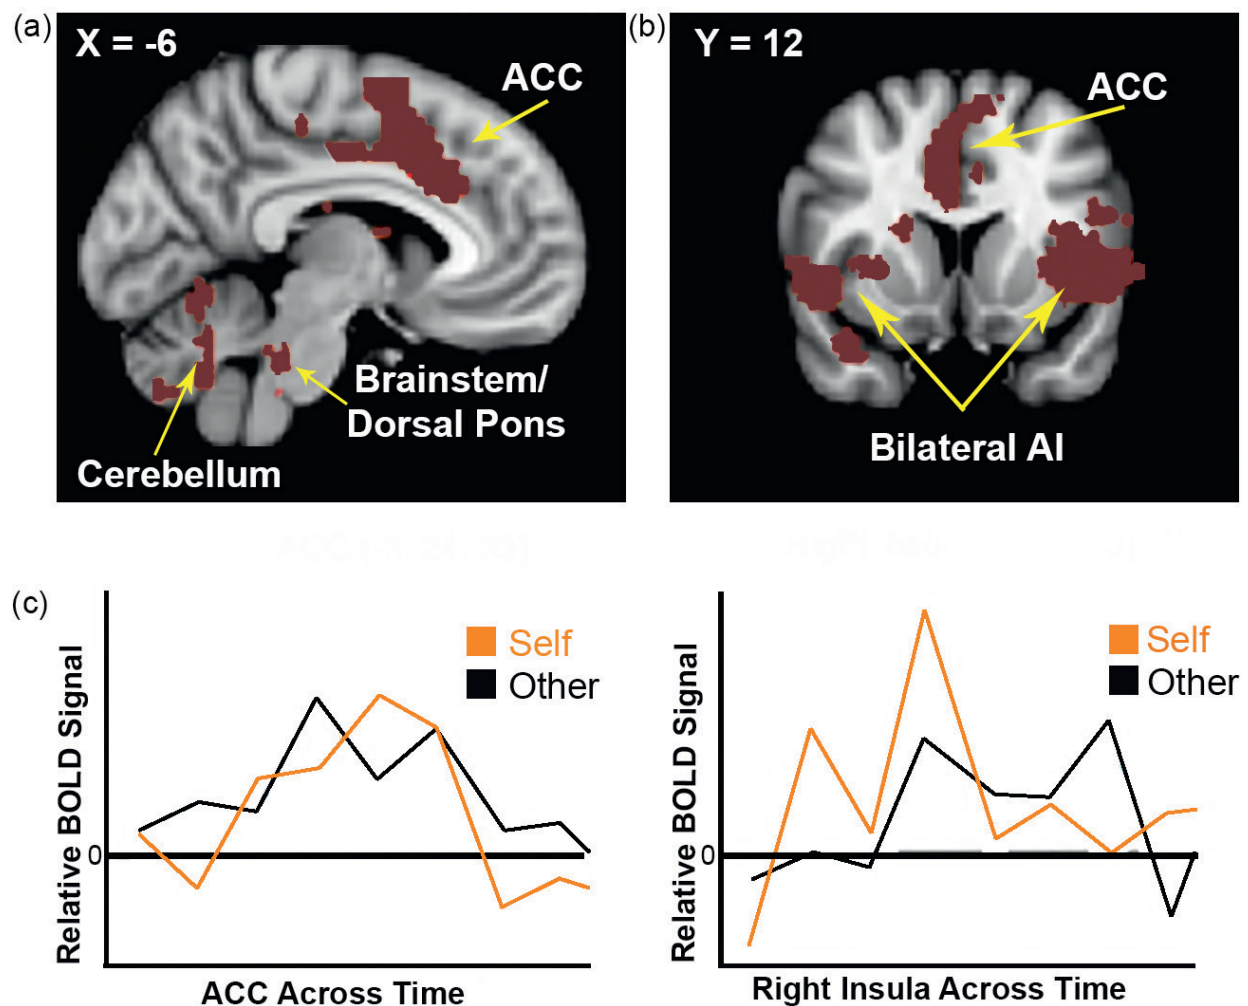 (a)
X = -6
ACC
Brainstem/
Dorsal Pons
Cerebellum
(b)
Y = 12
ACC
Bilateral AI
(c)
Relative BOLD Signal
0
Self
Other
ACC Across Time
Relative BOLD Signal
0
Self
Other
Right Insula Across Time